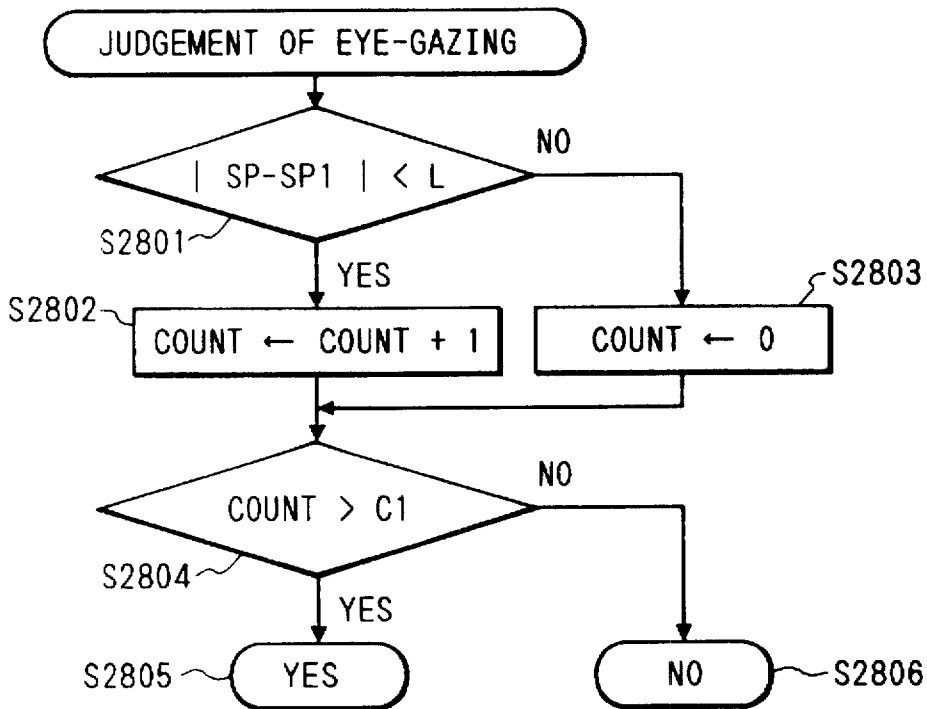 JUDGEMENT OF EYE-GAZING
| SP-SP1 | < L
NO
S2801
YES
S2802
S2803
COUNT ← COUNT + 1
COUNT ← 0
COUNT > C1
NO
S2804
YES
S2805
YES
NO
S2806